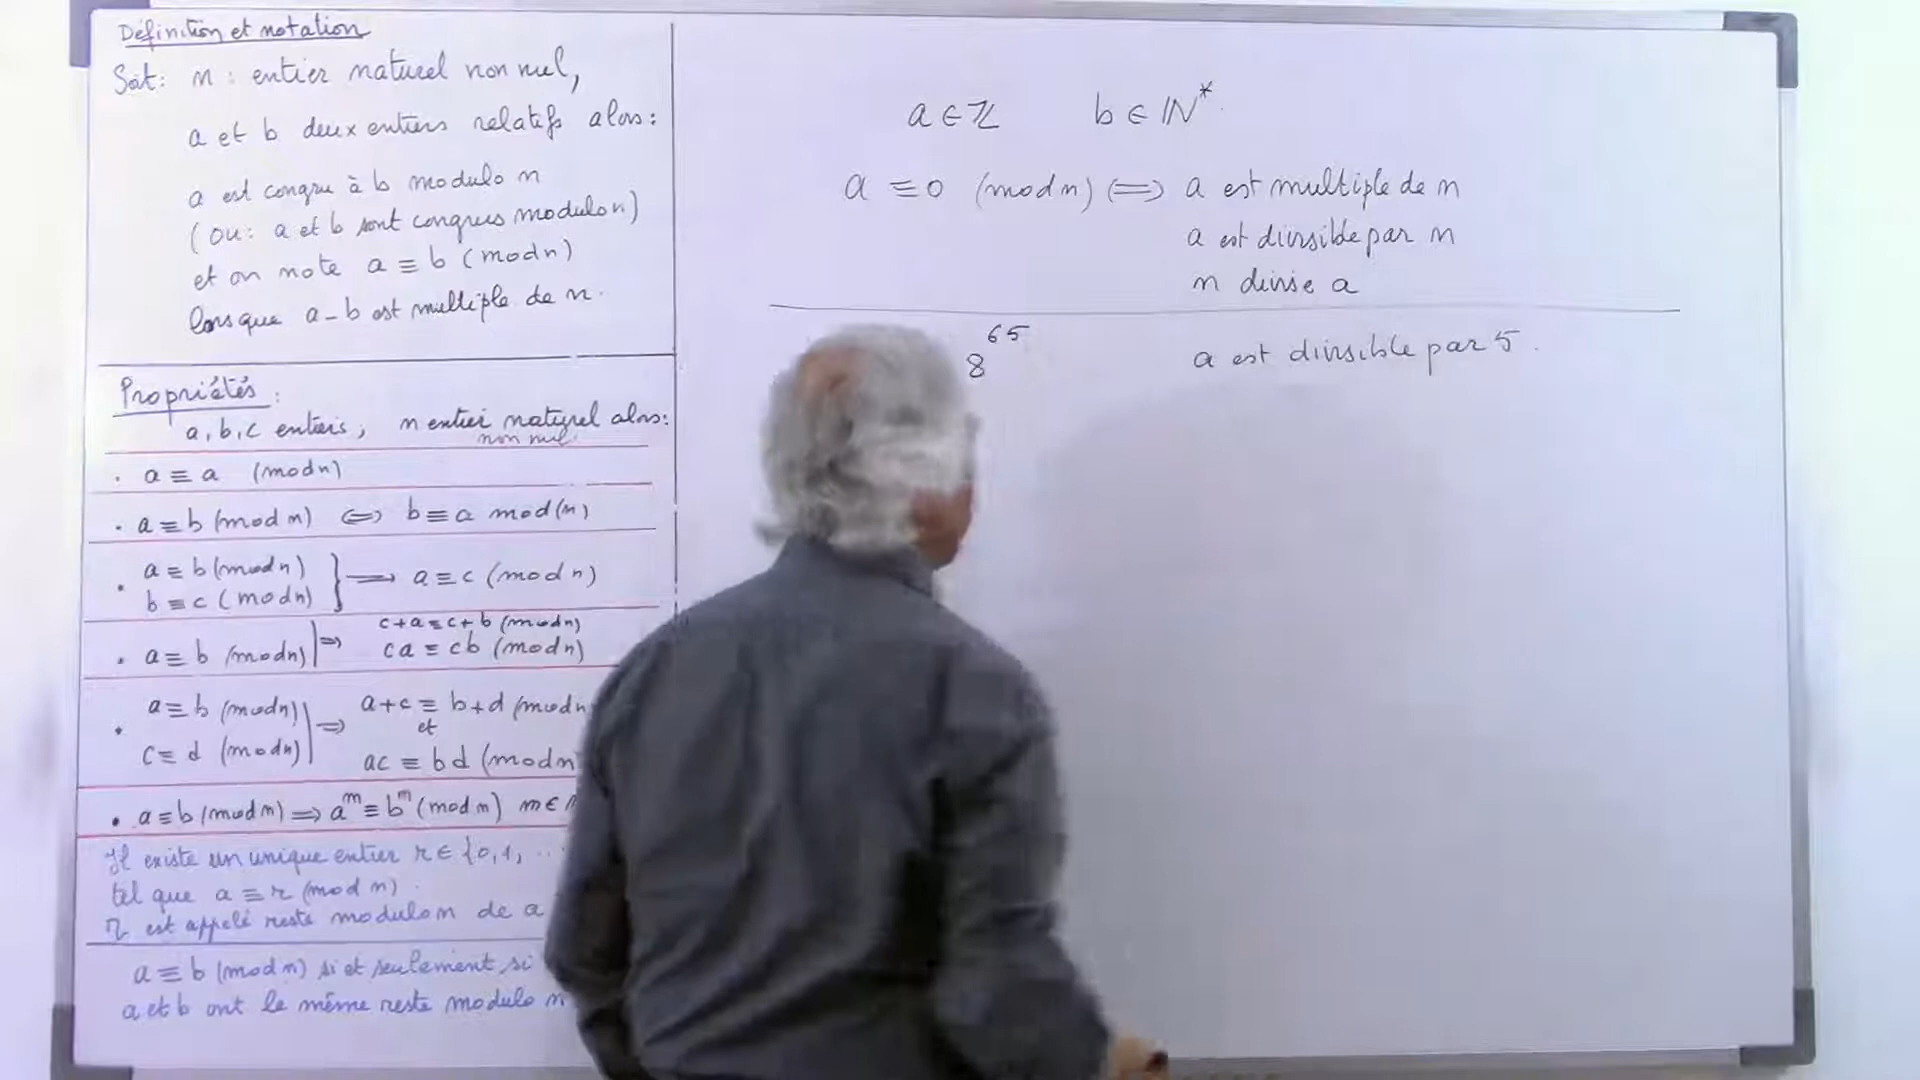 Définition et notation
Soit: n : entier naturel non nul,
a et b deux entiers relatifs alors:
a est congru à b modulo n
(ou: a et b sont congrus modulo n)
et on note a ≡ b (mod n)
lorsque a - b est multiple de n.
Propriétés:
a, b, c entiers, n entier naturel alors:
non nul
. a ≡ a (mod n)
. a ≡ b (mod n) ⟺ b ≡ a mod(n)
. a ≡ b (mod n)
b ≡ c (mod n) } ⟹ a ≡ c (mod n)
. a ≡ b (mod n) | ⟹ c+a ≡ c+b (mod n)
ca ≡ cb (mod n)
. a ≡ b (mod n)
c ≡ d (mod n) | ⟹ a+c ≡ b+d (mod n
et
ac ≡ bd (mod n
. a ≡ b (mod n) ⟹ a^m ≡ b^m (mod n) m ∈
Il existe un unique entier r ∈ {0,1, ...
tel que a ≡ r (mod n).
r est appelé reste modulo n de a
a ≡ b (mod n) si et seulement si
a et b ont le même reste modulo n
a ∈ ℤ b ∈ ℕ*
a ≡ 0 (mod n) ⟺ a est multiple de n
a est divisible par n
n divise a
8^65
a est divisible par 5.